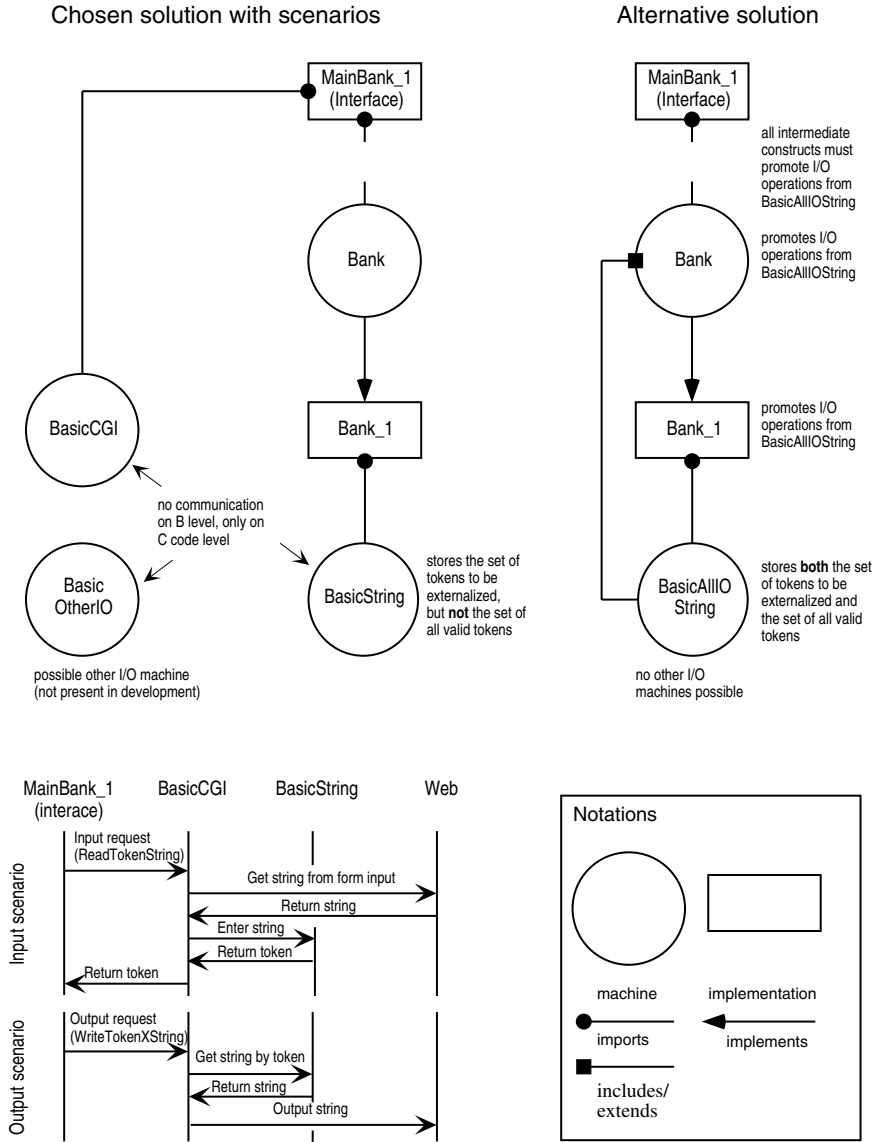 Chosen solution with scenarios
Alternative solution
MainBank_1
(Interface)
Bank
BasicCGI
Bank_1
no communication
on B level, only on
C code level
Basic
OtherIO
BasicString
stores the set of
tokens to be
externalized,
but not the set of
all valid tokens
possible other I/O machine
(not present in development)
MainBank_1
(Interface)
all intermediate
constructs must
promote I/O
operations from
BasicAllIOString
Bank
promotes I/O
operations from
BasicAllIOString
Bank_1
promotes I/O
operations from
BasicAllIOString
BasicAllIO
String
stores both the set
of tokens to be
externalized and
the set of all valid
tokens
no other I/O
machines possible
MainBank_1
(interace)
BasicCGI
BasicString
Web
Input scenario
Input request
(ReadTokenString)
Get string from form input
Return string
Enter string
Return token
Return token
Output scenario
Output request
(WriteTokenXString)
Get string by token
Return string
Output string
Notations
machine
implementation
imports
implements
includes/
extends